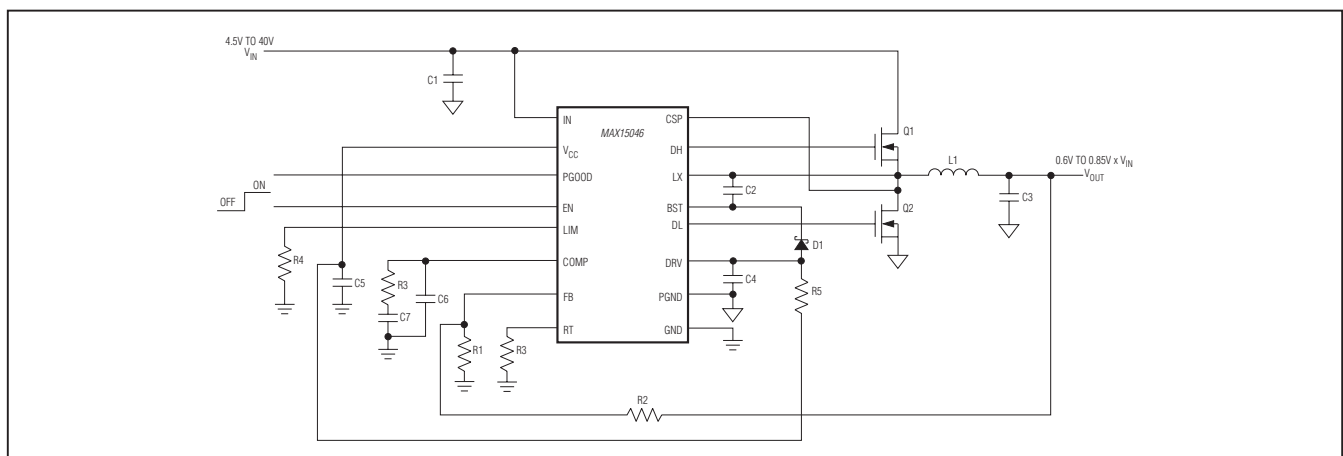 4.5V TO 40V
VIN
C1
IN
VCC
PGOOD
EN
LIM
COMP
FB
RT
MAX15046
CSP
DH
LX
BST
DL
DRV
PGND
GND
ON
OFF
R4
C5
R3
C7
C6
R1
R3
R2
C2
D1
C4
R5
Q1
Q2
L1
C3
0.6V TO 0.85V x VIN
VOUT